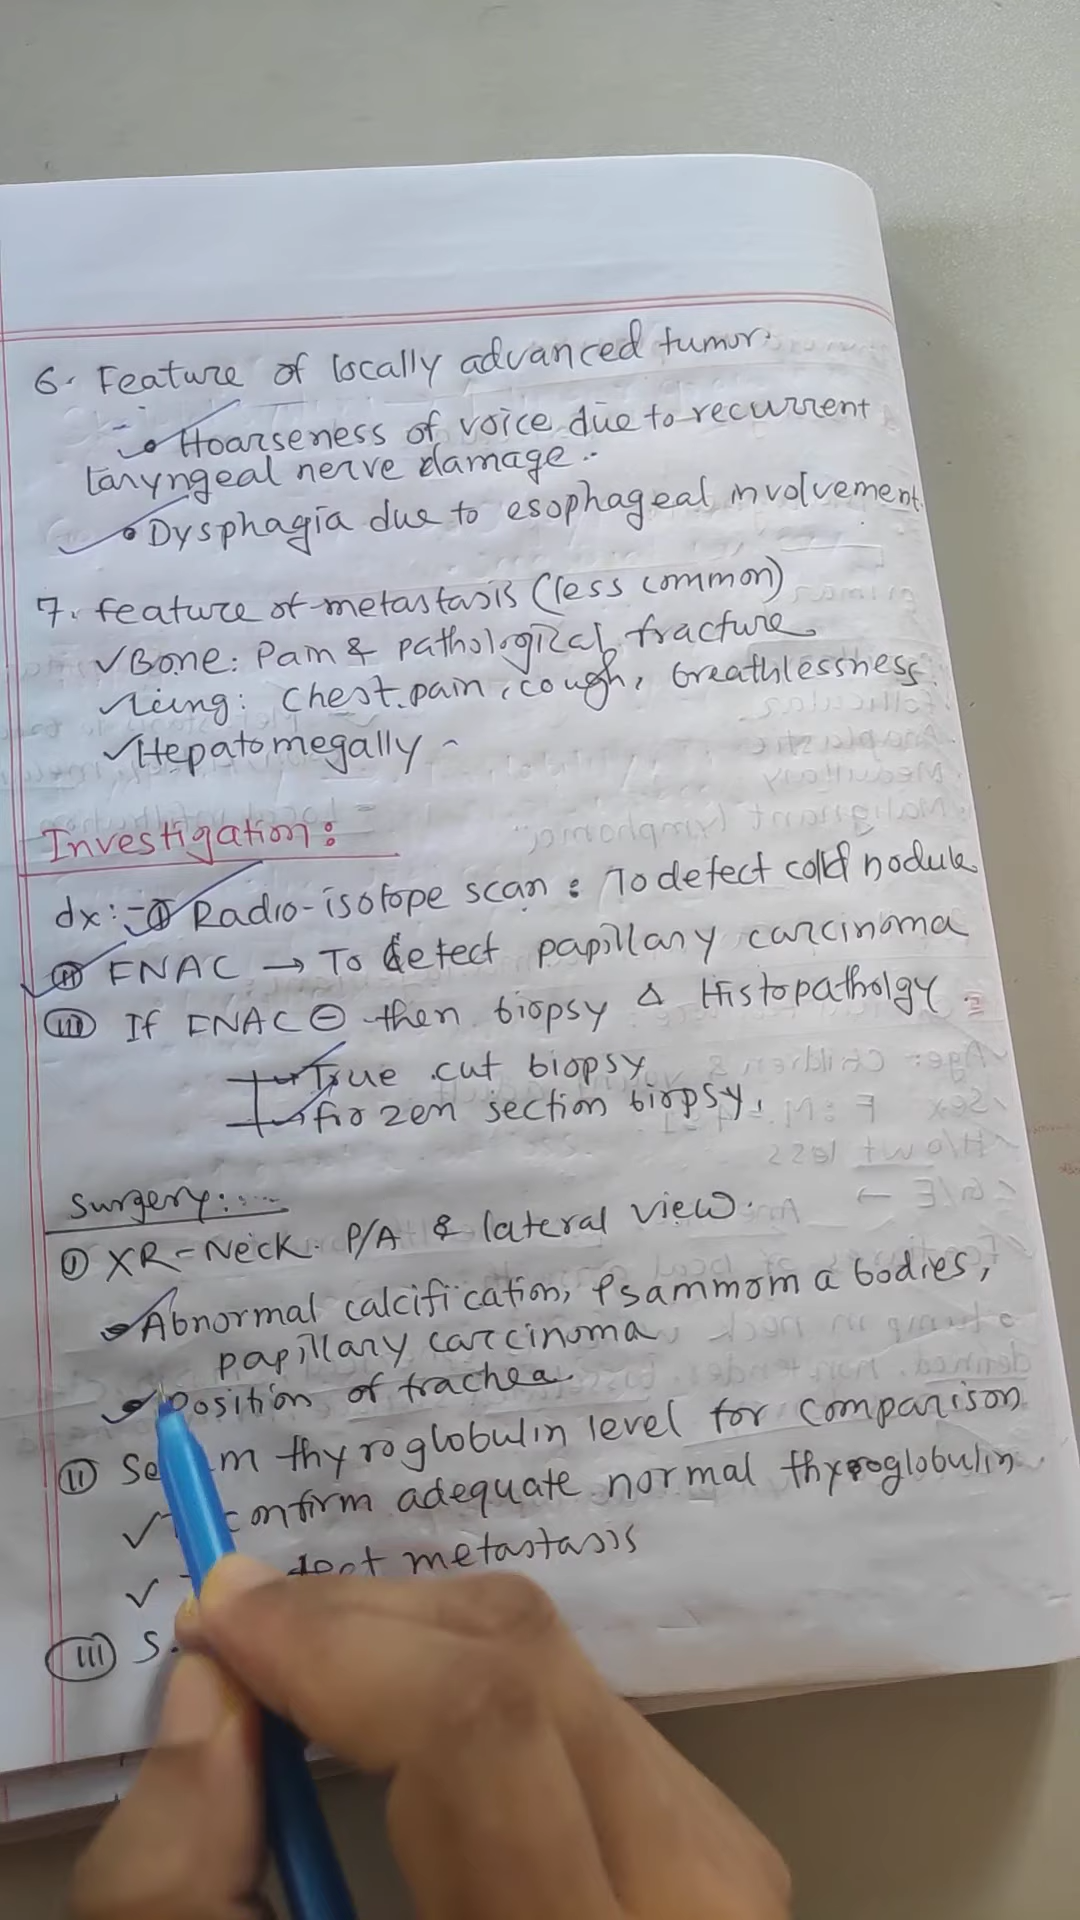 6. Feature of locally advanced tumor.
• Hoarseness of voice due to recurrent
laryngeal nerve damage.
• Dysphagia due to esophageal involvement
7. feature of metastasis (less common)
✓Bone: Pain & pathological fracture
✓Lung: Chest pain, cough, breathlessness
✓Hepatomegally
Investigation:
dx: - ① Radio-isotope scan: To detect cold nodule
(ii) FNAC → To detect papillary carcinoma
(iii) If FNAC ⊖ then biopsy & Histopatholgy
True cut biopsy
frozen section biopsy.
Surgery:
(i) XR-Neck. P/A & lateral view.
• Abnormal calcification, Psammoma bodies,
papillary carcinoma
• Position of trachea.
(ii) thyroglobulin level for comparison
✓ confirm adequate normal thyroglobulin
✓ metastasis
(iii) S.